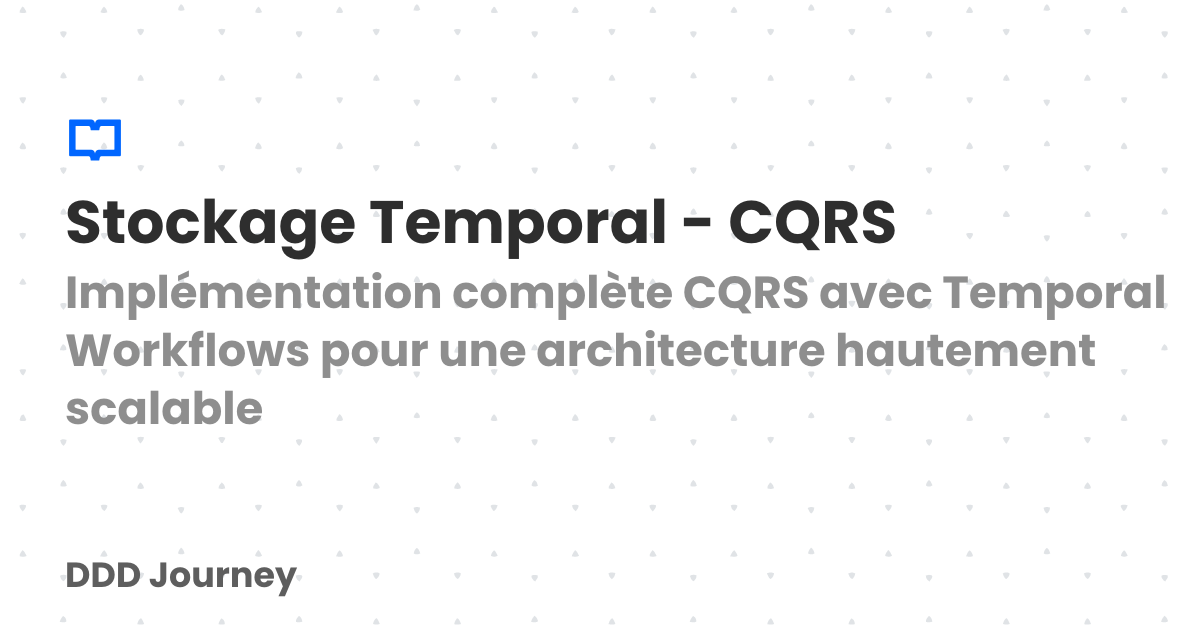 Stockage Temporal - CQRS
Implémentation complète CQRS avec Temporal
Workflows pour une architecture hautement
scalable
DDD Journey